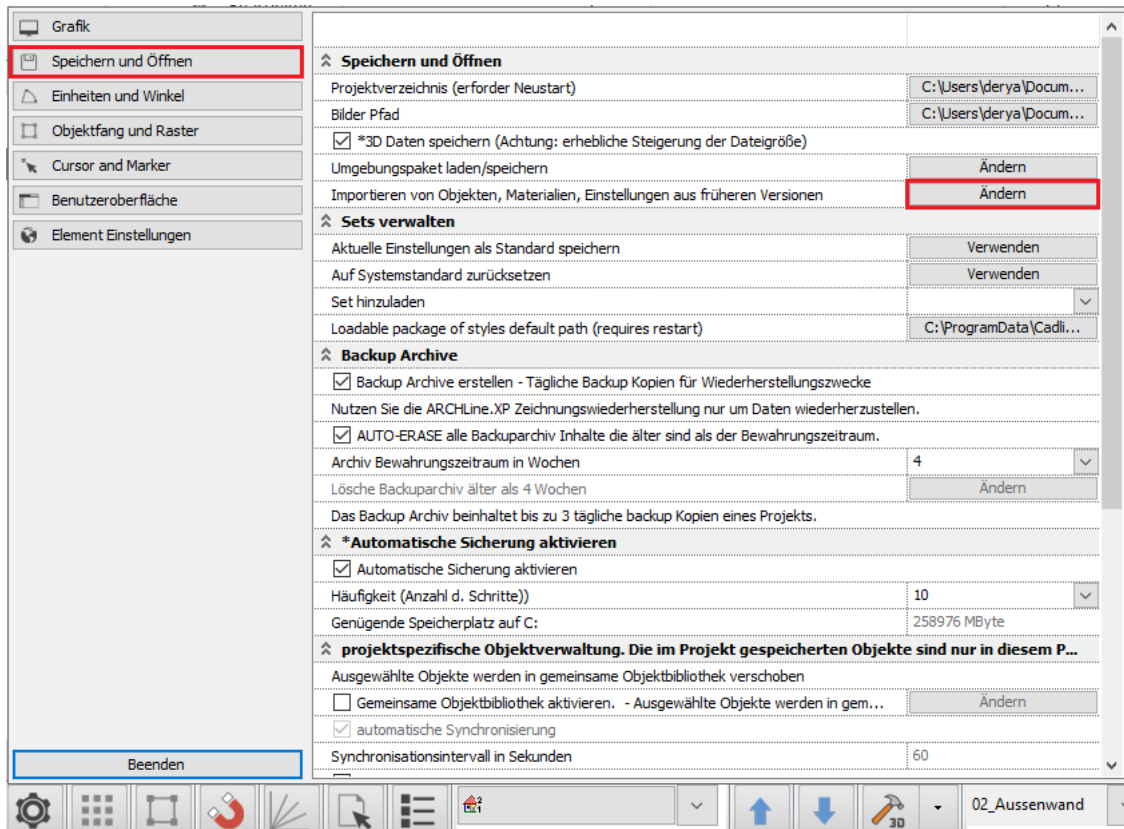 Grafik
Speichern und Öffnen
Einheiten und Winkel
Objektfang und Raster
Cursor and Marker
Benutzeroberfläche
Element Einstellungen
Beenden
Speichern und Öffnen
Projektverzeichnis (erforder Neustart) C:\Users\derya\Docum...
Bilder Pfad C:\Users\derya\Docum...
*3D Daten speichern (Achtung: erhebliche Steigerung der Dateigröße)
Umgebungspaket laden/speichern Ändern
Importieren von Objekten, Materialien, Einstellungen aus früheren Versionen Ändern
Sets verwalten
Aktuelle Einstellungen als Standard speichern Verwenden
Auf Systemstandard zurücksetzen Verwenden
Set hinzuladen
Loadable package of styles default path (requires restart) C:\ProgramData\Cadli...
Backup Archive
Backup Archive erstellen - Tägliche Backup Kopien für Wiederherstellungszwecke
Nutzen Sie die ARCHLine.XP Zeichnungswiederherstellung nur um Daten wiederherzustellen.
AUTO-ERASE alle Backuparchiv Inhalte die älter sind als der Bewahrungszeitraum.
Archiv Bewahrungszeitraum in Wochen 4
Lösche Backuparchiv älter als 4 Wochen Ändern
Das Backup Archiv beinhaltet bis zu 3 tägliche backup Kopien eines Projekts.
*Automatische Sicherung aktivieren
Automatische Sicherung aktivieren
Häufigkeit (Anzahl d. Schritte)) 10
Genügende Speicherplatz auf C: 258976 MByte
projektspezifische Objektverwaltung. Die im Projekt gespeicherten Objekte sind nur in diesem P...
Ausgewählte Objekte werden in gemeinsame Objektbibliothek verschoben
Gemeinsame Objektbibliothek aktivieren. - Ausgewählte Objekte werden in gem... Ändern
automatische Synchronisierung
Synchronisationsintervall in Sekunden 60
3D
02_Aussenwand